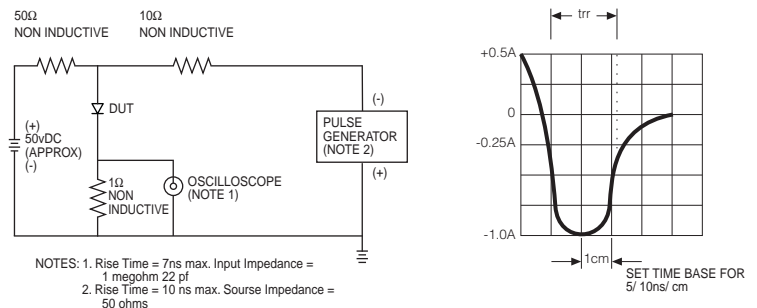 50Ω
NON INDUCTIVE
10Ω
NON INDUCTIVE
DUT
(+)
50vDC
(APPROX)
(-)
1Ω
NON
INDUCTIVE
OSCILLOSCOPE
(NOTE 1)
(-)
PULSE
GENERATOR
(NOTE 2)
(+)
NOTES: 1. Rise Time = 7ns max. Input Impedance =
1 megohm 22 pf
2. Rise Time = 10 ns max. Sourse Impedance =
50 ohms
trr
+0.5A
0
-0.25A
-1.0A
1cm
SET TIME BASE FOR
5/ 10ns/ cm